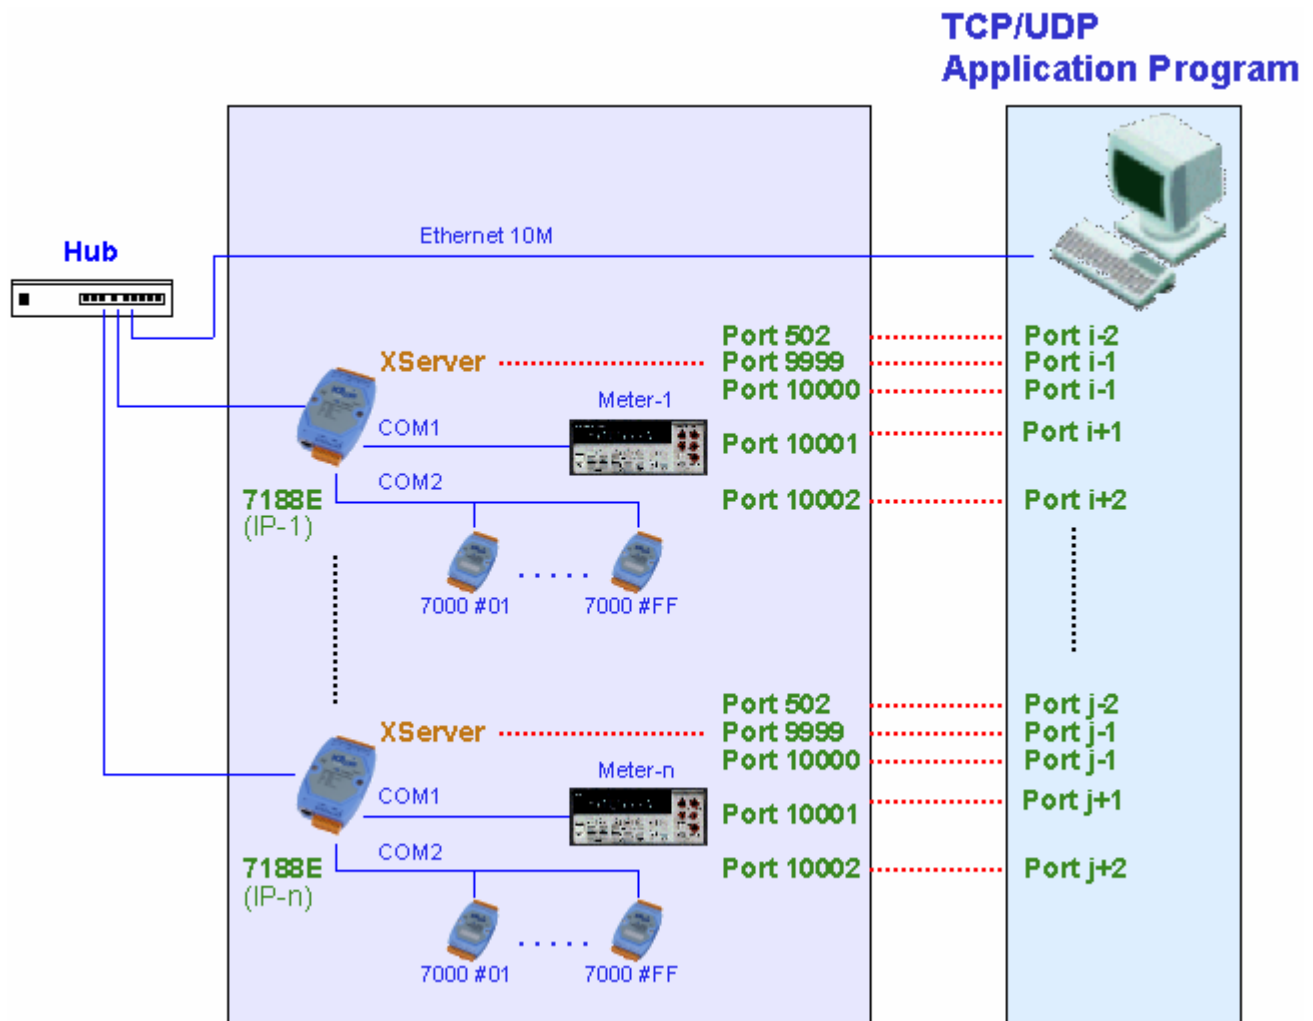 TCP/UDP
Application Program
Ethernet 10M
Hub
Port 502
Port i-2
XServer
Port 9999
Port i-1
Port 10000
Port i-1
Meter-1
COM1
Port 10001
Port i+1
COM2
7188E
Port 10002
Port i+2
(IP-1)
7000 #01
7000 #FF
Port 502
Port j-2
XServer
Port 9999
Port j-1
Port 10000
Port j-1
Meter-n
COM1
Port 10001
Port j+1
COM2
7188E
Port 10002
Port j+2
(IP-n)
7000 #01
7000 #FF